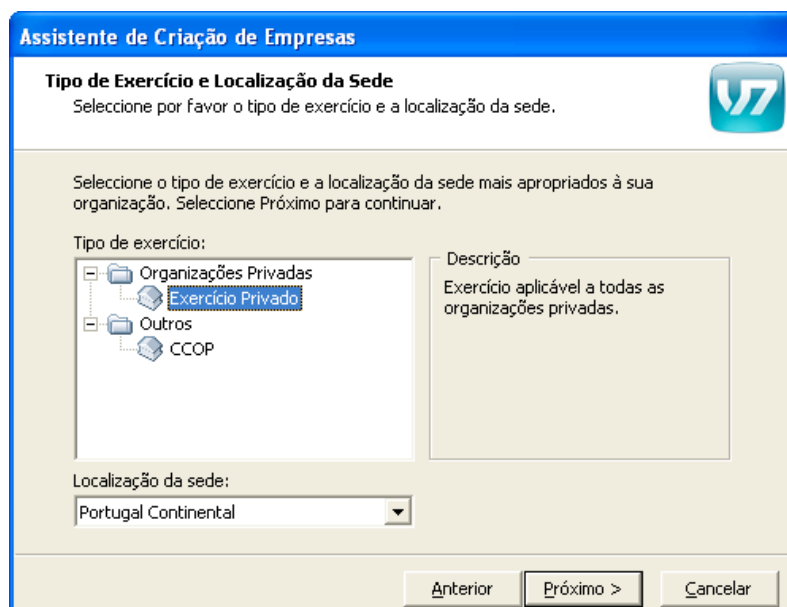 Assistente de Criação de Empresas
Tipo de Exercício e Localização da Sede
Seleccione por favor o tipo de exercício e a localização da sede.
V7
Seleccione o tipo de exercício e a localização da sede mais apropriados à sua
organização. Seleccione Próximo para continuar.
Tipo de exercício:
Organizações Privadas
Exercício Privado
Outros
CCOP
Descrição
Exercício aplicável a todas as
organizações privadas.
Localização da sede:
Portugal Continental
Anterior
Próximo >
Cancelar